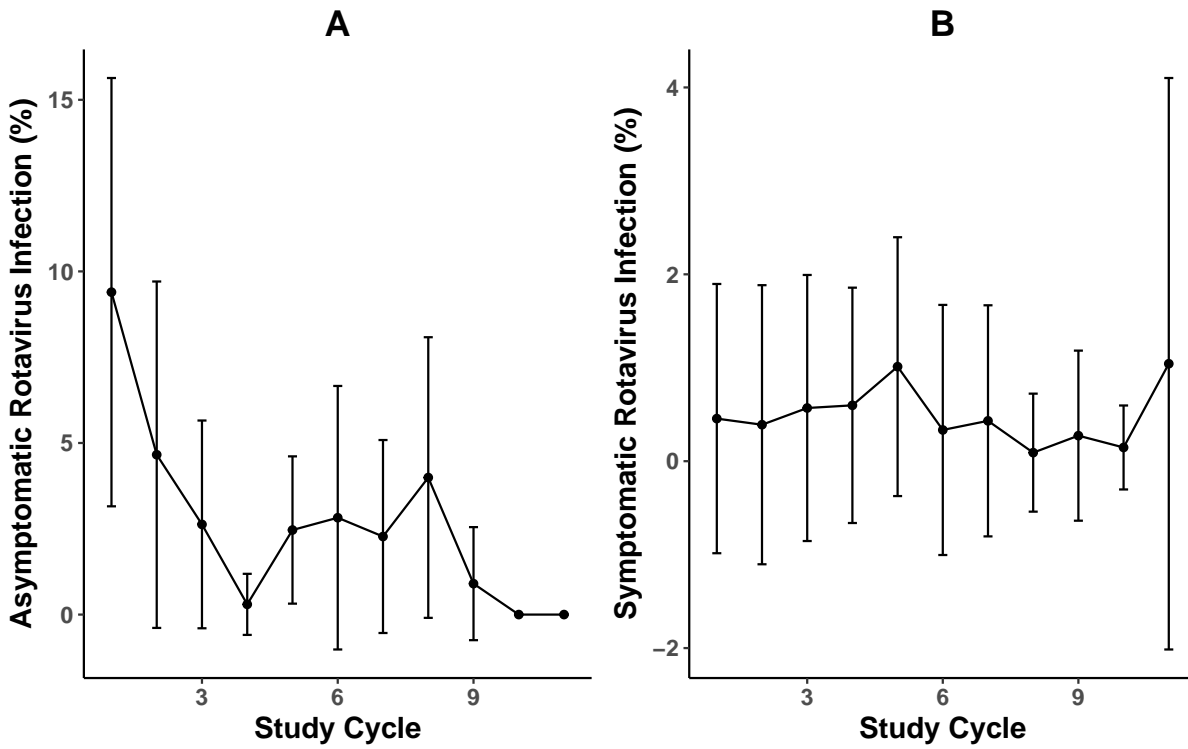 A
Asymptomatic Rotavirus Infection (%)
15
10
5
0
3
6
9
Study Cycle
B
Symptomatic Rotavirus Infection (%)
4
2
0
−2
3
6
9
Study Cycle